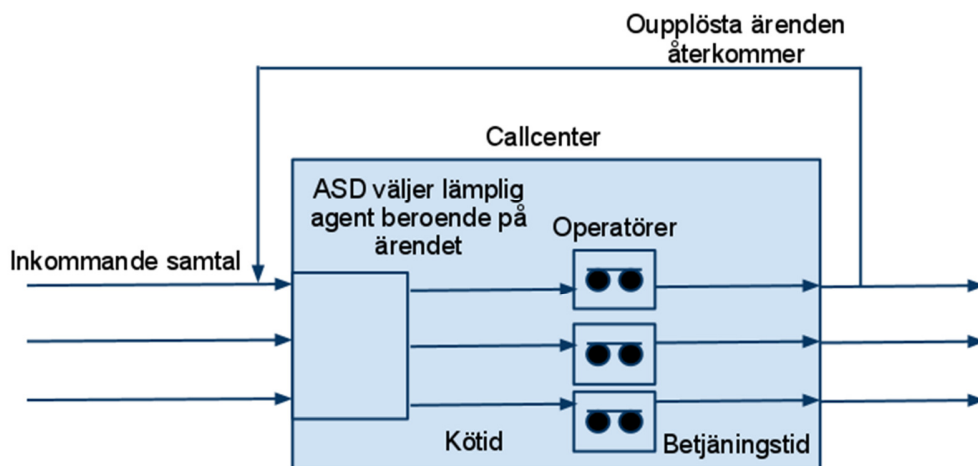 Oupplösta ärenden
återkommer
Callcenter
ASD väljer lämplig
agent beroende på
ärendet
Operatörer
Inkommande samtal
Kötid
Betjäningstid